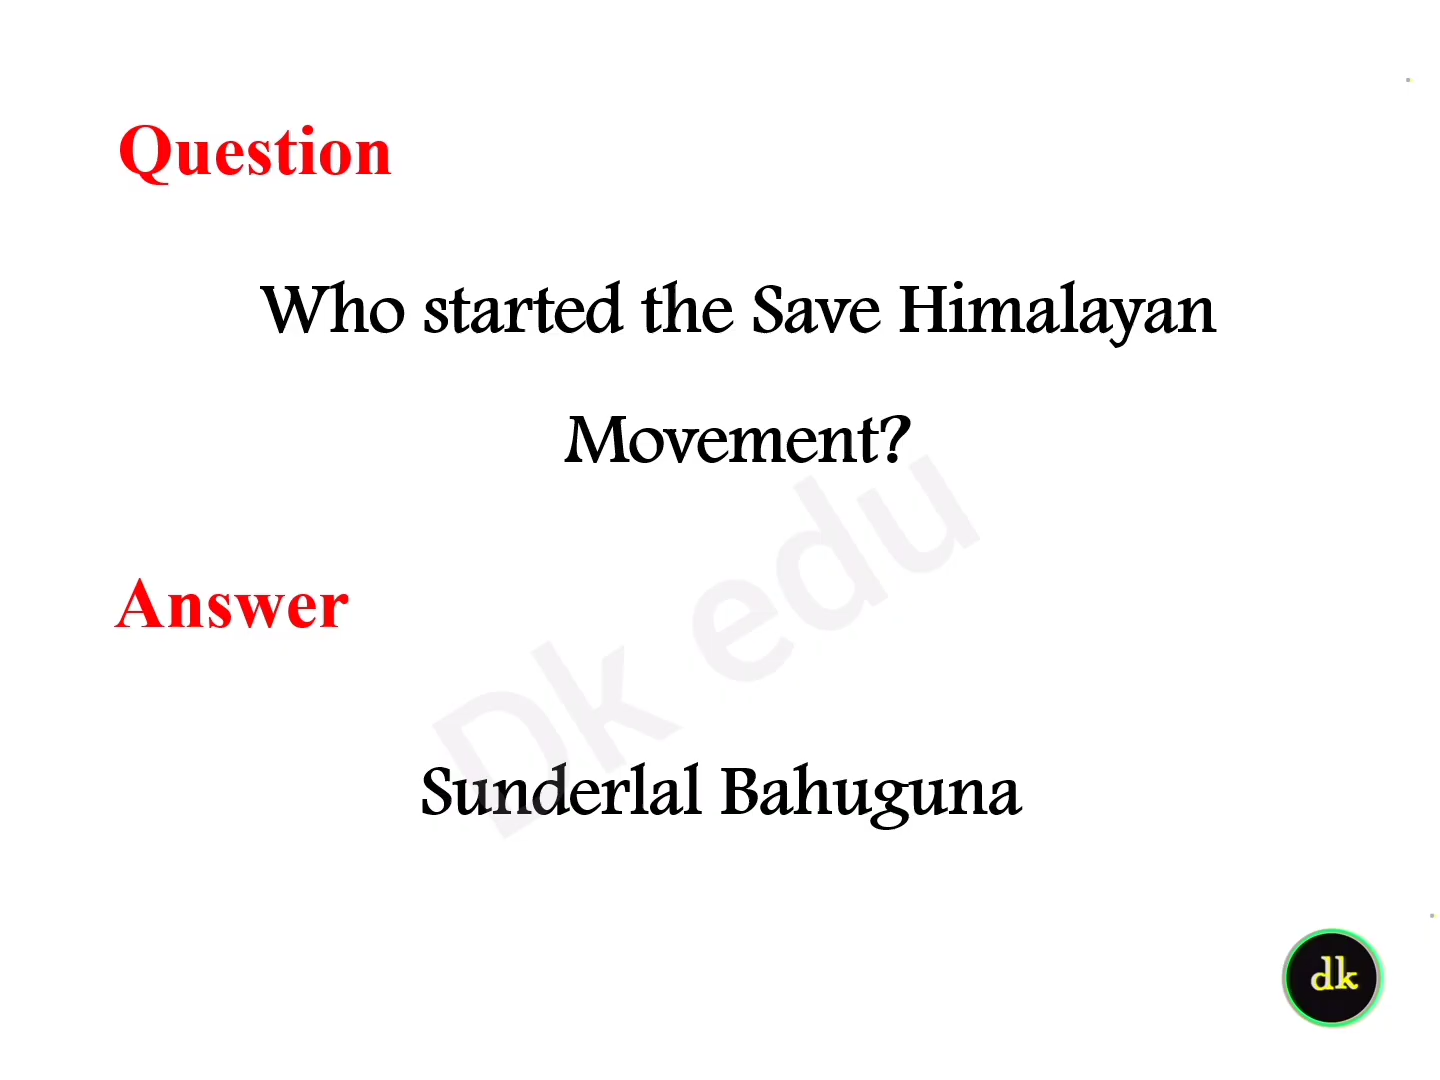 Question
Who started the Save Himalayan
Movement?
Dk edu
Answer
Sunderlal Bahuguna
dk